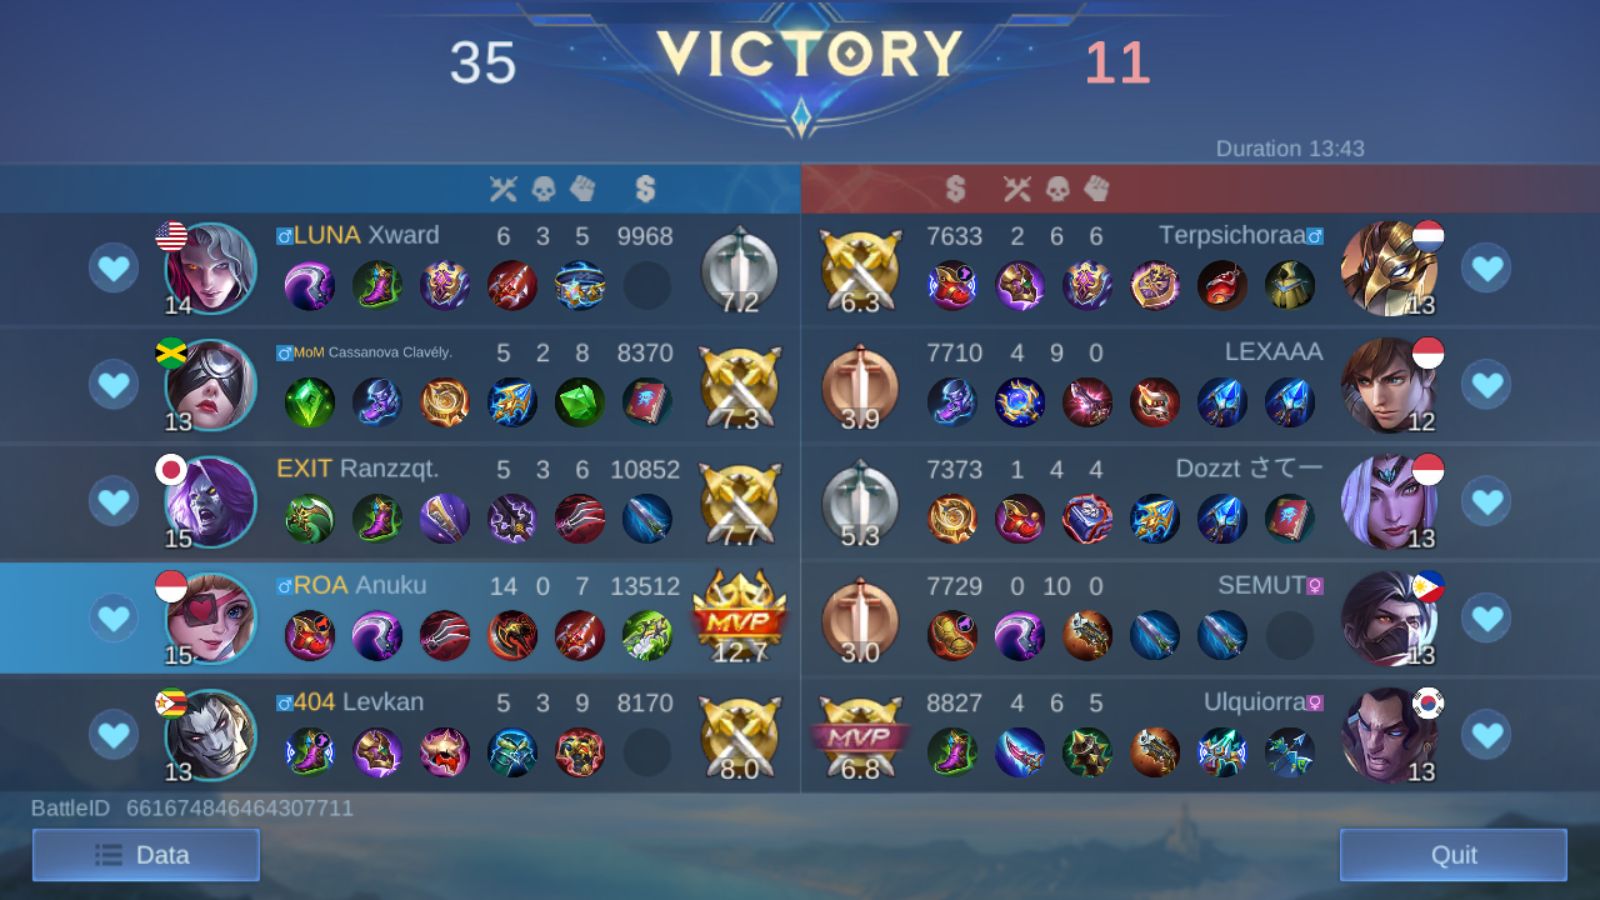 35 VICTORY 11
Duration 13:43
LUNA Xward 6 3 5 9968
14 7.2
MoM Cassanova Clavély. 5 2 8 8370
13 7.3
EXIT Ranzzqt. 5 3 6 10852
15 7.7
ROA Anuku 14 0 7 13512
MVP
15 12.7
404 Levkan 5 3 9 8170
13 8.0
7633 2 6 6 Terpsichoraa
6.3 13
7710 4 9 0 LEXAAA
3.9 12
7373 1 4 4 Dozzt さてー
5.3 13
7729 0 10 0 SEMUT
3.0 13
8827 4 6 5 Ulquiorra
MVP
6.8 13
BattleID 661674846464307711
Data
Quit